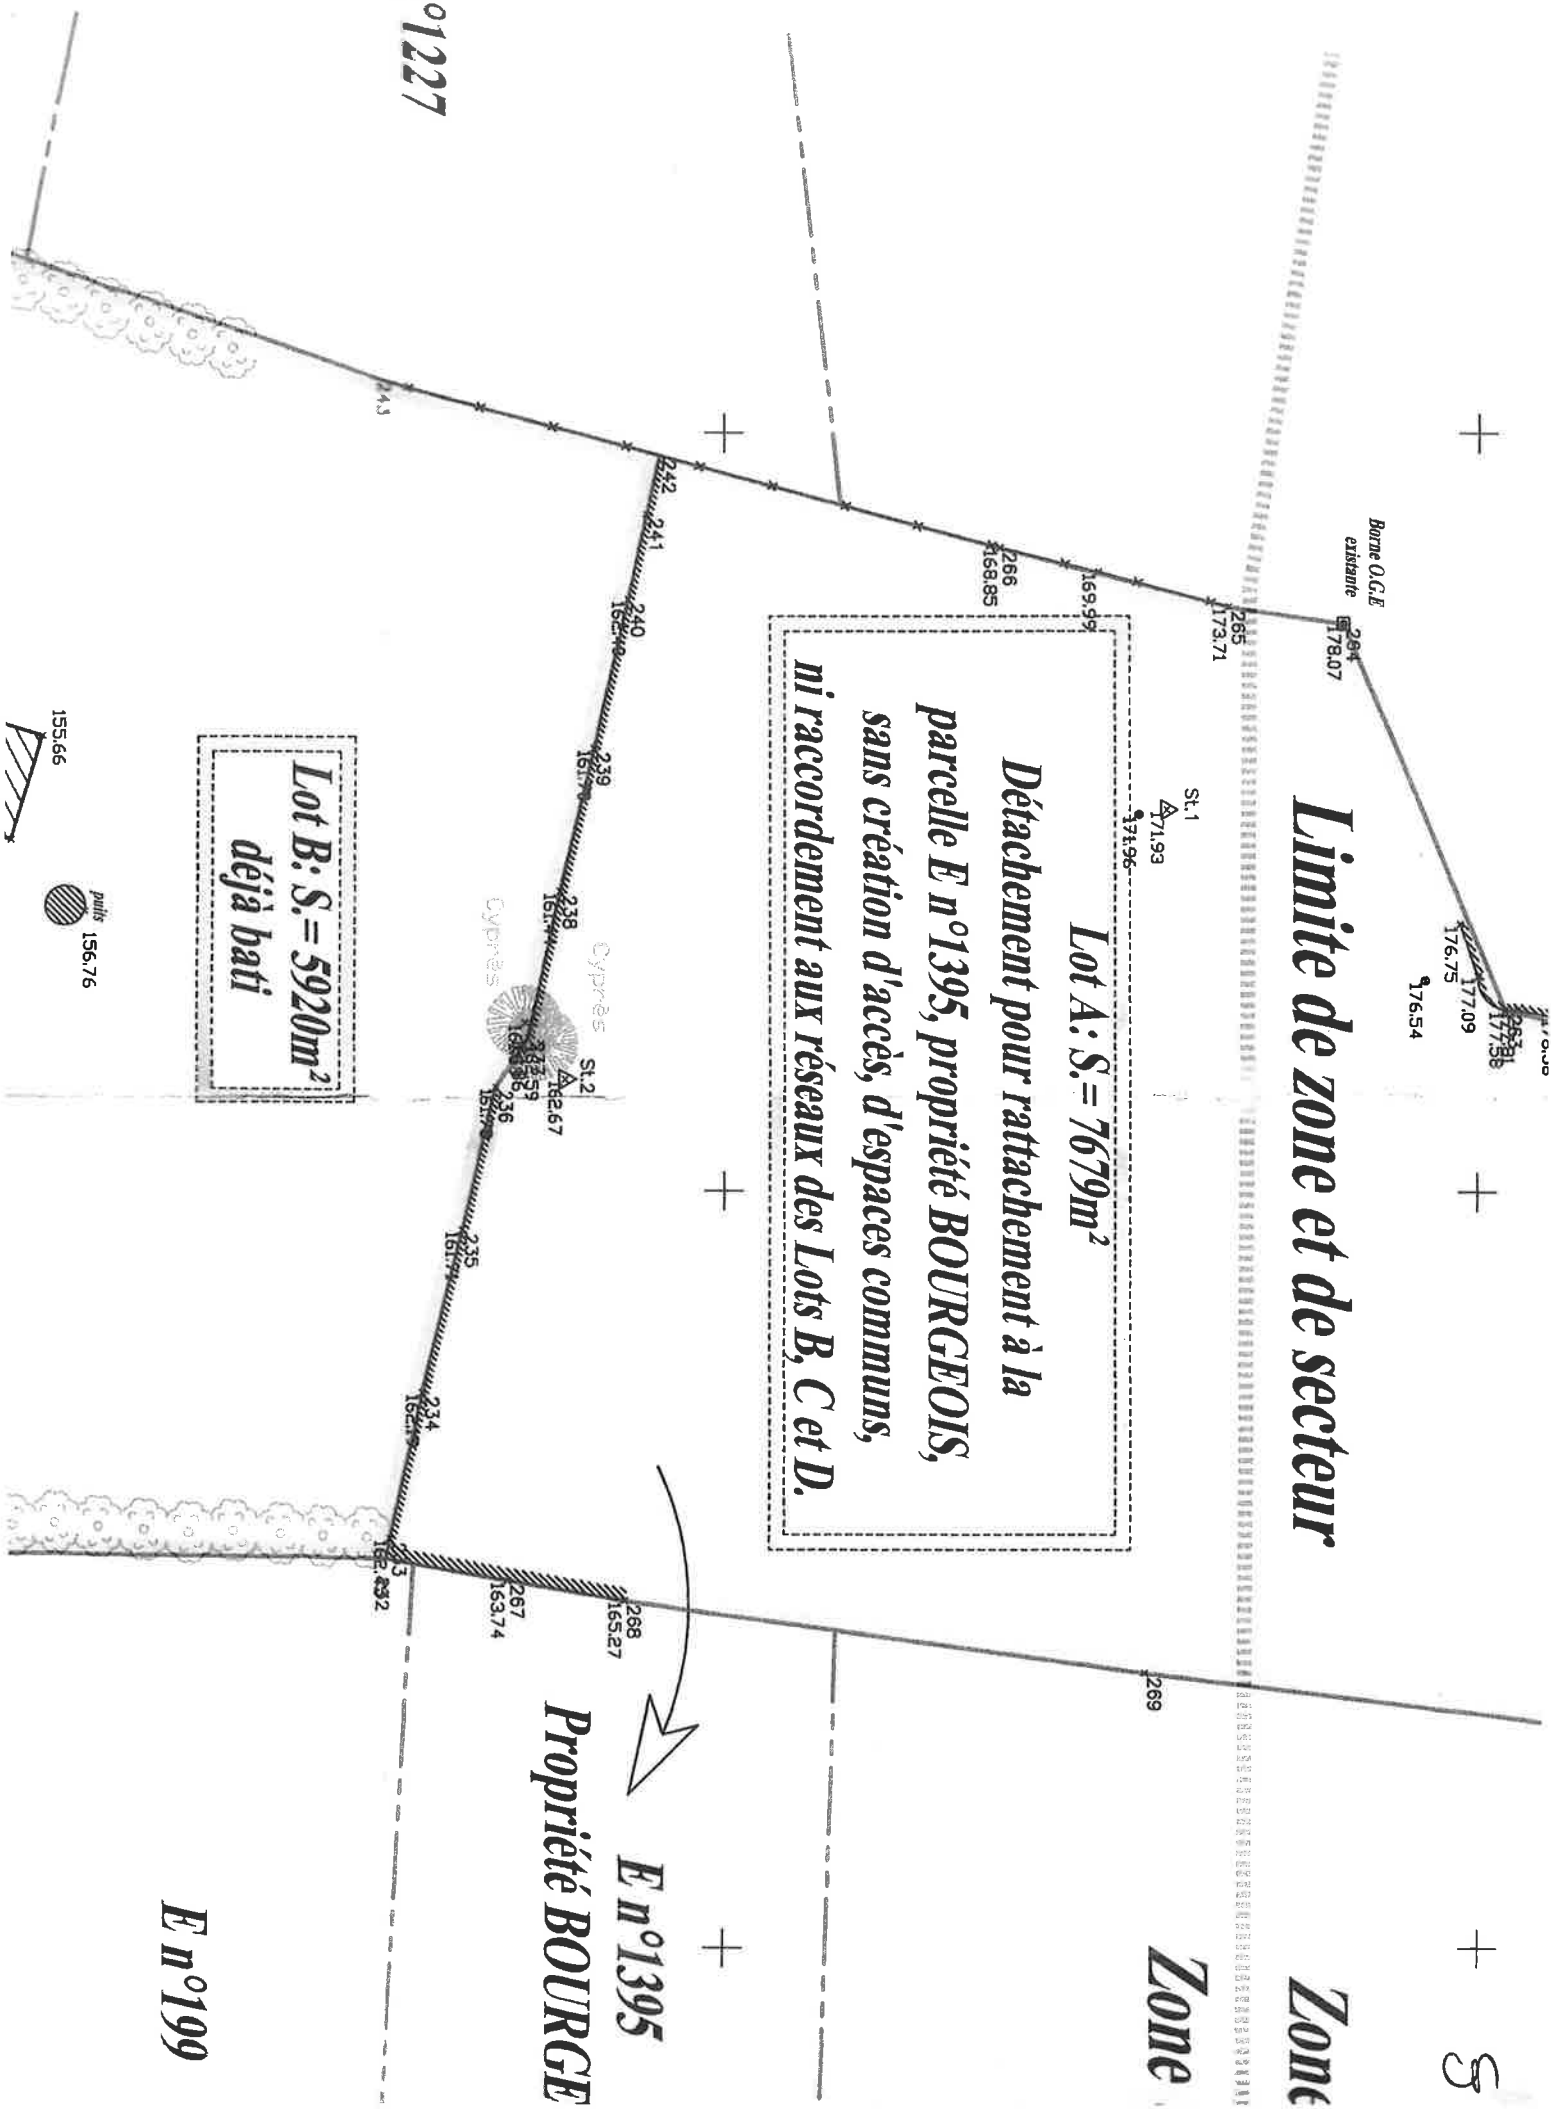 S
Zone
Zone
Limite de zone et de secteur
Borne O.G.E
existante
264
178.07
265
173.71
169.99
266
168.85
176.75
177.09
177.58
176.54
St.1
171.93
171.96
Lot A: S.= 7679m²
Détachement pour rattachement à la
parcelle E n°1395, propriété BOURGEOIS,
sans création d'accès, d'espaces communs,
ni raccordement aux réseaux des Lots B, C et D.
269
268
165.27
267
163.74
E n°1395
Propriété BOURGE
E n°199
°1227
243
242
241
240
239
238
Cyprès
Cyprès
St.2
162.67
236
235
161.71
234
162.19
Lot B: S.= 5920m²
déjà bati
155.66
puits
156.76